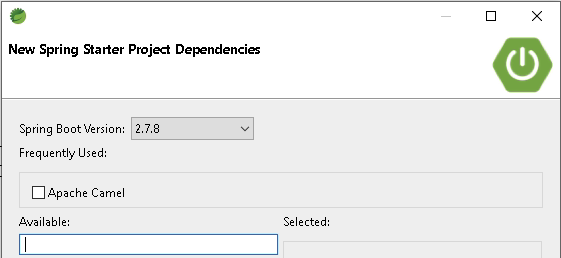 New Spring Starter Project Dependencies
Spring Boot Version: 2.7.8
Frequently Used:
Apache Camel
Available: Selected: